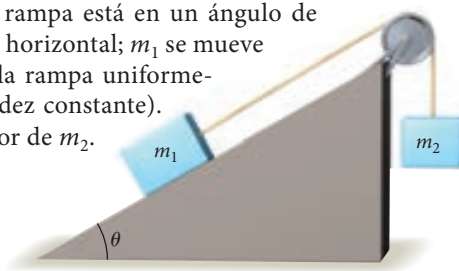 rampa está en un ángulo de
horizontal; m₁ se mueve
la rampa uniforme-
dez constante).
or de m₂.
m₁
m₂
θ